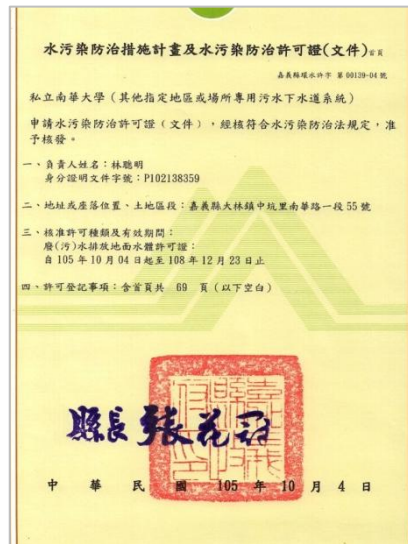 水污染防治措施計畫及水污染防治許可證(文件)首頁
嘉義縣環水許字 第 00139-04 號
私立南華大學（其他指定地區或場所專用污水下水道系統）
申請水污染防治許可證（文件），經核符合水污染防治法規定，准
予核發。
一、負責人姓名：林聰明
身分證明文件字號：P102138359
二、地址或座落位置、土地區段：嘉義縣大林鎮中坑里南華路一段 55 號
三、核准許可種類及有效期間：
廢(污)水排放地面水體許可證：
自 105 年 10 月 04 日起至 108 年 12 月 23 日止
四、許可登記事項：含首頁共 69 頁（以下空白）
縣長 張花冠
中華民國 105 年 10 月 4 日